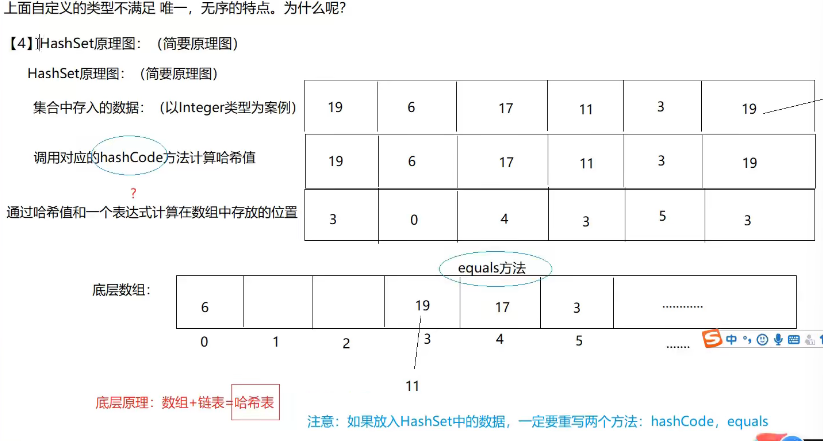 上面自定义的类型不满足 唯一，无序的特点。为什么呢?
【4】HashSet原理图：（简要原理图）
HashSet原理图：（简要原理图）
集合中存入的数据：（以Integer类型为案例） 19 6 17 11 3 19
调用对应的hashCode方法计算哈希值 19 6 17 11 3 19
?
通过哈希值和一个表达式计算在数组中存放的位置 3 0 4 3 5 3
equals方法
底层数组： 6 19 17 3 …………
0 1 2 3 4 5 …….
11
底层原理：数组+链表=哈希表
注意：如果放入HashSet中的数据，一定要重写两个方法：hashCode，equals
S中